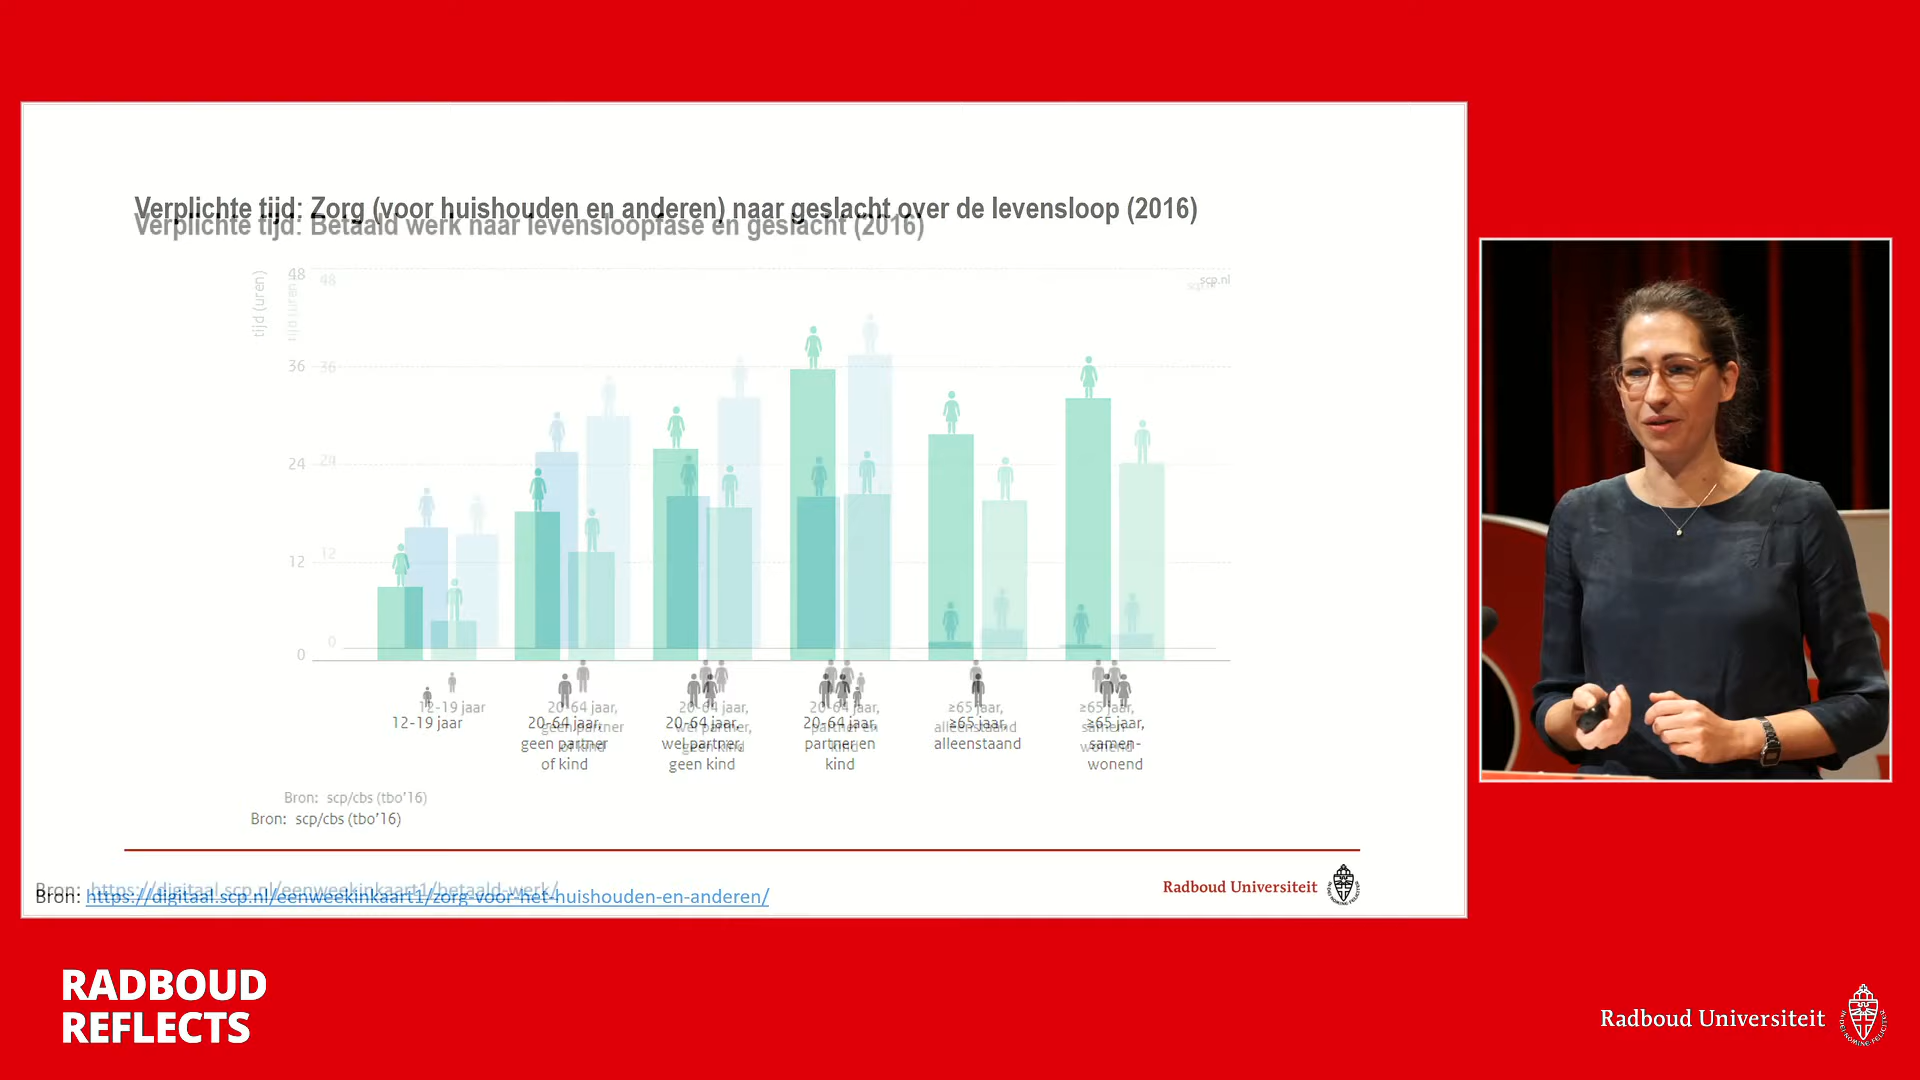 Verplichte tijd: Zorg (voor huishouden en anderen) naar geslacht over de levensloop (2016)
Verplichte tijd: Betaald werk naar levensloopfase en geslacht (2016)
tijd (uren)
tijd (uren)
48
48
scp.nl
scp.nl
36
36
24
24
12
12
0
0
12-19 jaar
20-64 jaar,
geen partner
of kind
20-64 jaar,
wel partner,
geen kind
20-64 jaar,
partner en
kind
≥65 jaar,
alleenstaand
≥65 jaar,
samen-
wonend
12-19 jaar
20-64 jaar,
geen partner
of kind
20-64 jaar,
wel partner,
geen kind
20-64 jaar,
partner en
kind
≥65 jaar,
alleenstaand
≥65 jaar,
samen-
wonend
Bron: scp/cbs (tbo'16)
Bron: scp/cbs (tbo'16)
Bron: https://digitaal.scp.nl/eenweekinkaart1/betaald-werk/
Bron: https://digitaal.scp.nl/eenweekinkaart1/zorg-voor-het-huishouden-en-anderen/
Radboud Universiteit
RADBOUD
REFLECTS
Radboud Universiteit